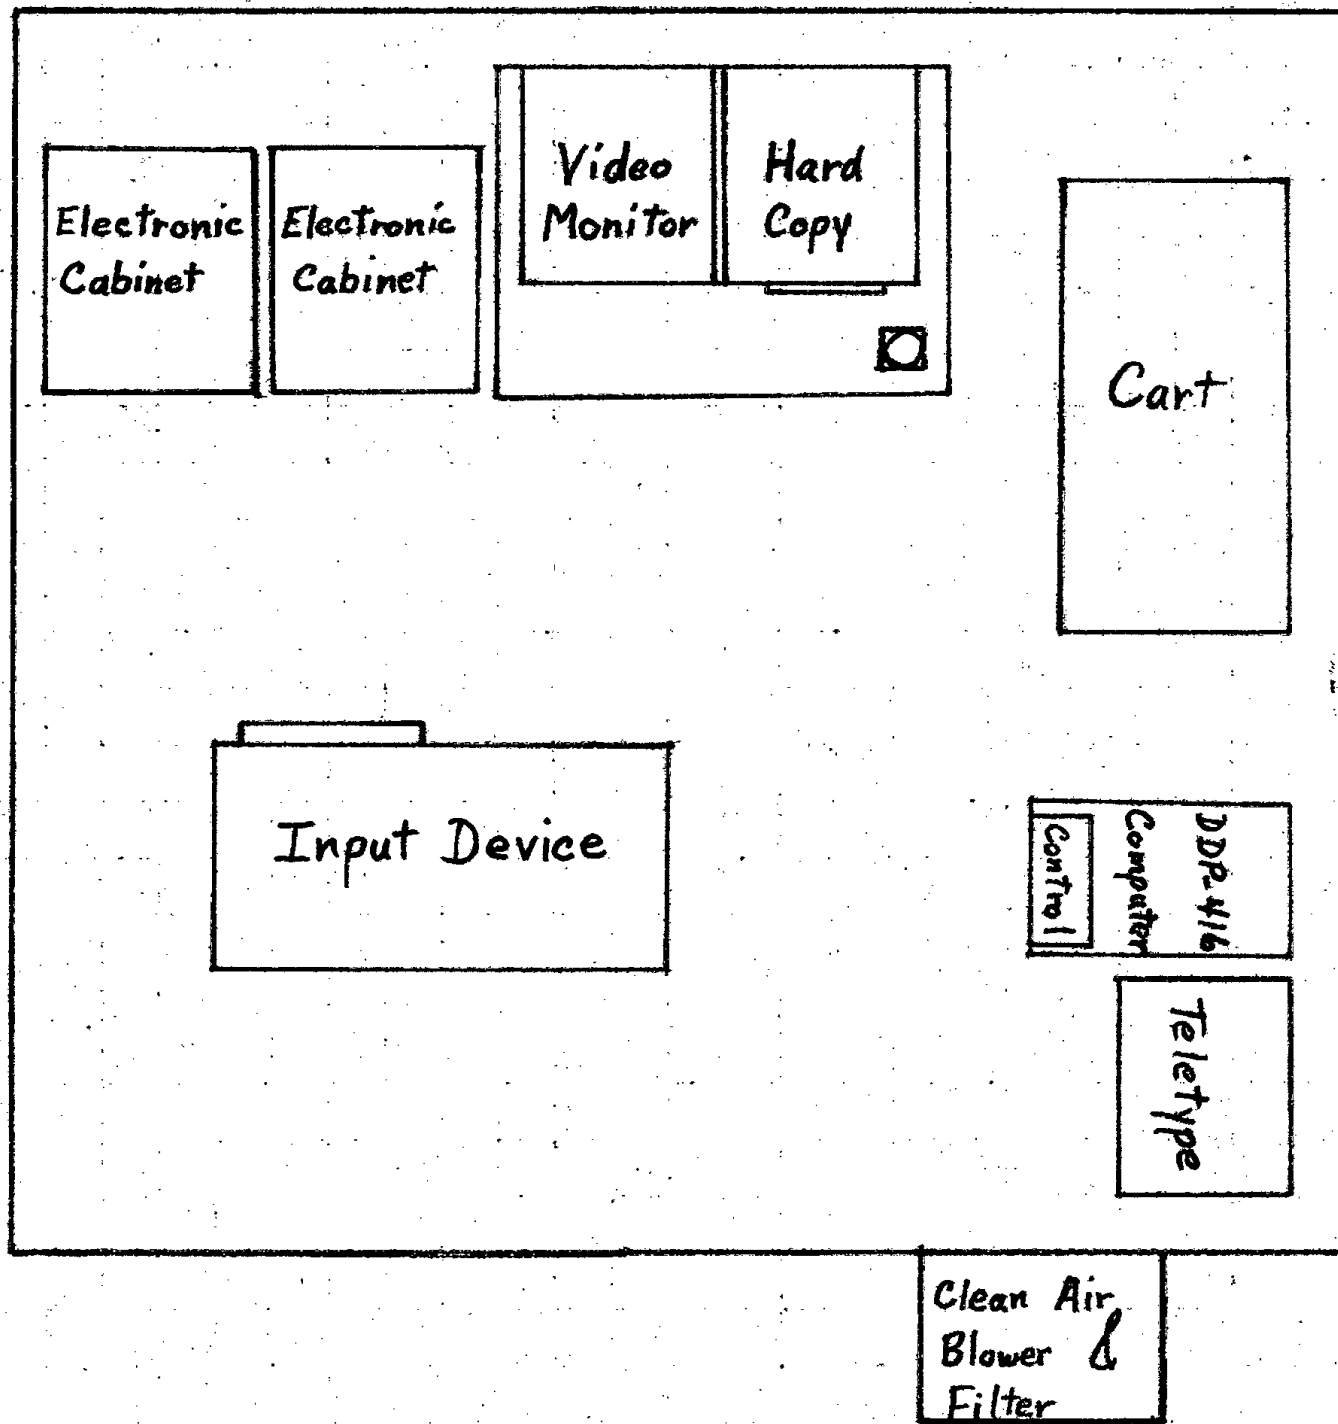 Electronic
Cabinet
Electronic
Cabinet
Video
Monitor
Hard
Copy
Cart
Input Device
DDP-416
Computer
Control
Teletype
Clean Air
Blower &
Filter